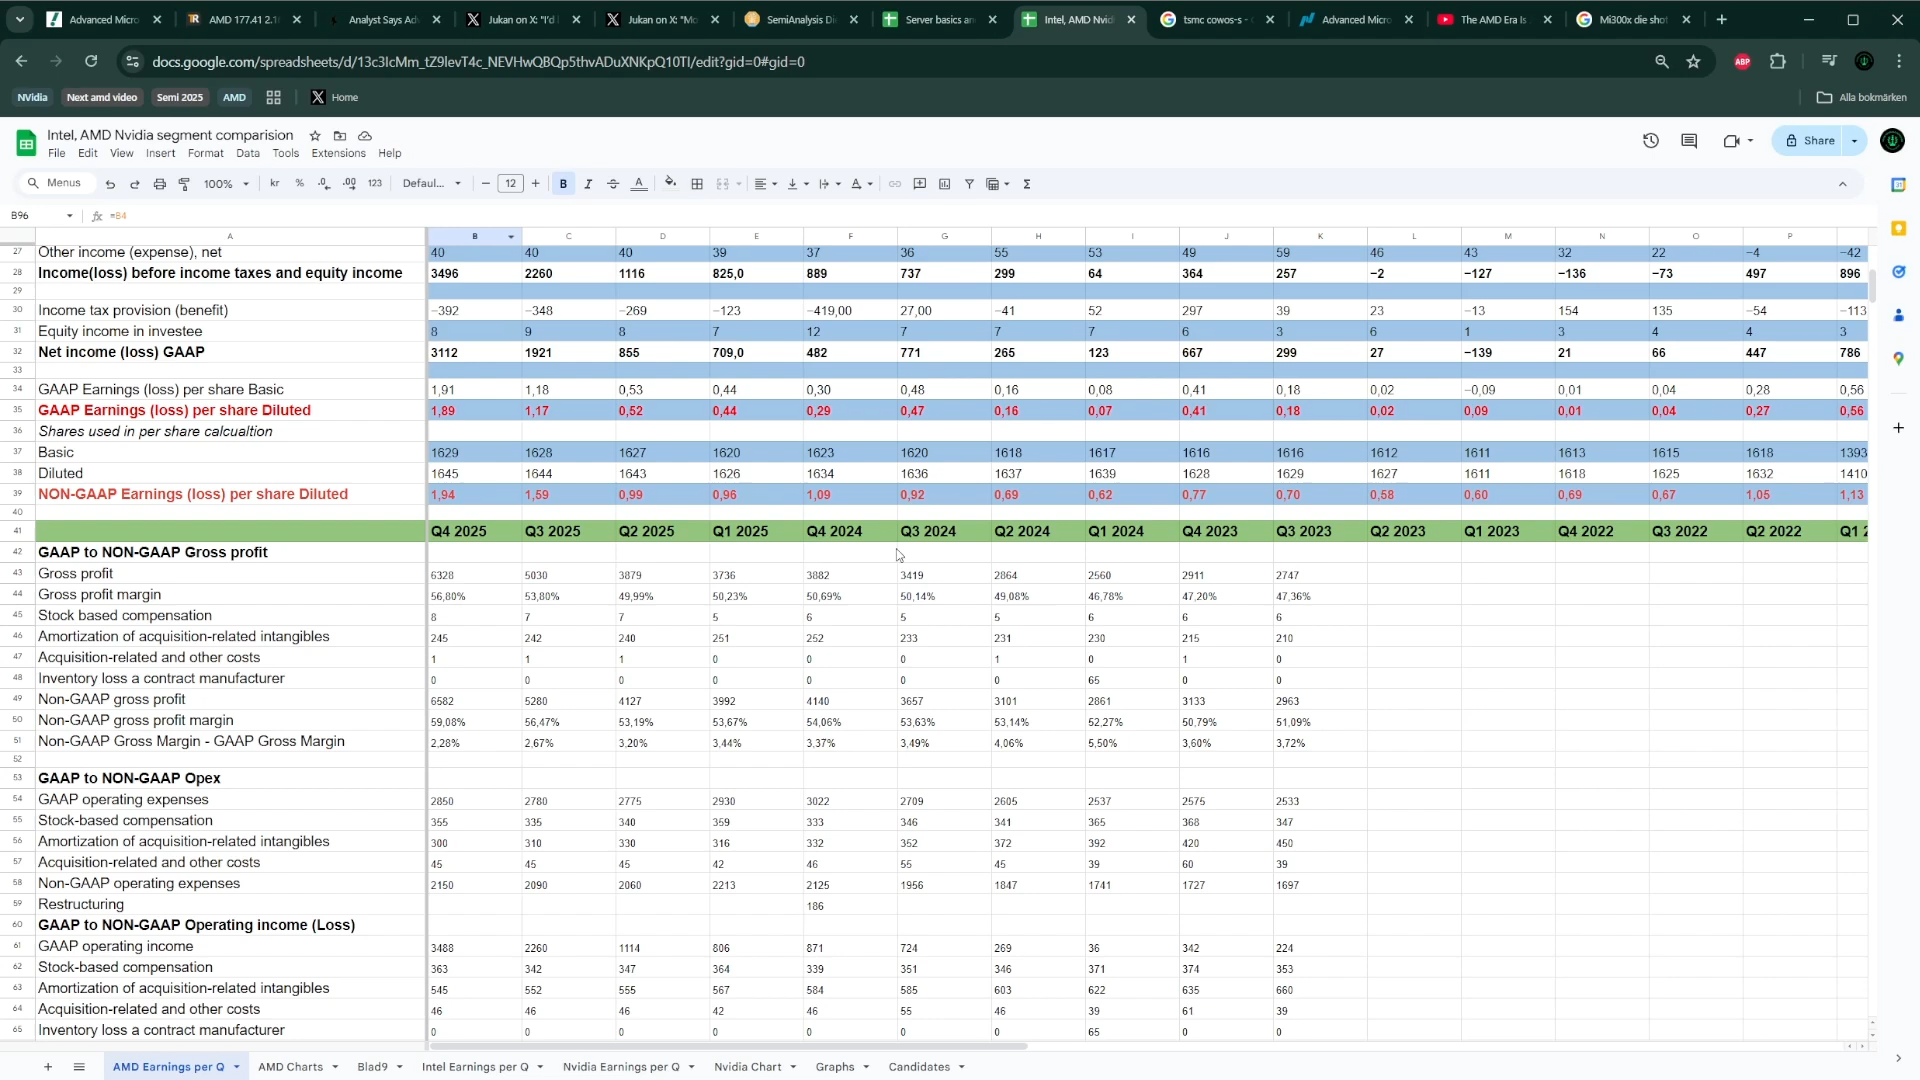 Advanced Micro
AMD 177.41 2.1
Analyst Says Ad
Jukan on X: "I'd
Jukan on X: "Mo
SemiAnalysis Di
Server basics an
Intel, AMD Nvid
tsmc cowos-s -
Advanced Micro
The AMD Era Is
Mi300x die shot
docs.google.com/spreadsheets/d/13c3IcMm_tZ9levT4c_NEVHwQBQp5thvADuXNKpQ10TI/edit?gid=0#gid=0
ABP
NVidia Next amd video Semi 2025 AMD Home Alla bokmärken
Intel, AMD Nvidia segment comparision
File Edit View Insert Format Data Tools Extensions Help
Share
Menus 100% kr % .0 .00 123 Defaul... − 12 + B I S A Σ
B96 fx =B4
A B C D E F G H I J K L M N O P
27 Other income (expense), net 40 40 40 39 37 36 55 53 49 59 46 43 32 22 −4 −42
28 Income(loss) before income taxes and equity income 3496 2260 1116 825,0 889 737 299 64 364 257 −2 −127 −136 −73 497 896
29
30 Income tax provision (benefit) −392 −348 −269 −123 −419,00 27,00 −41 52 297 39 23 −13 154 135 −54 −113
31 Equity income in investee 8 9 8 7 12 7 7 7 6 3 6 1 3 4 4 3
32 Net income (loss) GAAP 3112 1921 855 709,0 482 771 265 123 667 299 27 −139 21 66 447 786
33
34 GAAP Earnings (loss) per share Basic 1,91 1,18 0,53 0,44 0,30 0,48 0,16 0,08 0,41 0,18 0,02 −0,09 0,01 0,04 0,28 0,56
35 GAAP Earnings (loss) per share Diluted 1,89 1,17 0,52 0,44 0,29 0,47 0,16 0,07 0,41 0,18 0,02 0,09 0,01 0,04 0,27 0,56
36 Shares used in per share calcualtion
37 Basic 1629 1628 1627 1620 1623 1620 1618 1617 1616 1616 1612 1611 1613 1615 1618 1393
38 Diluted 1645 1644 1643 1626 1634 1636 1637 1639 1628 1629 1627 1611 1618 1625 1632 1410
39 NON-GAAP Earnings (loss) per share Diluted 1,94 1,59 0,99 0,96 1,09 0,92 0,69 0,62 0,77 0,70 0,58 0,60 0,69 0,67 1,05 1,13
40
41 Q4 2025 Q3 2025 Q2 2025 Q1 2025 Q4 2024 Q3 2024 Q2 2024 Q1 2024 Q4 2023 Q3 2023 Q2 2023 Q1 2023 Q4 2022 Q3 2022 Q2 2022 Q1 2
42 GAAP to NON-GAAP Gross profit
43 Gross profit 6328 5030 3879 3736 3882 3419 2864 2560 2911 2747
44 Gross profit margin 56,80% 53,80% 49,99% 50,23% 50,69% 50,14% 49,08% 46,78% 47,20% 47,36%
45 Stock based compensation 8 7 7 5 6 5 5 6 6 6
46 Amortization of acquisition-related intangibles 245 242 240 251 252 233 231 230 215 210
47 Acquisition-related and other costs 1 1 1 0 0 0 1 0 1 0
48 Inventory loss a contract manufacturer 0 0 0 0 0 0 0 65 0 0
49 Non-GAAP gross profit 6582 5280 4127 3992 4140 3657 3101 2861 3133 2963
50 Non-GAAP gross profit margin 59,08% 56,47% 53,19% 53,67% 54,06% 53,63% 53,14% 52,27% 50,79% 51,09%
51 Non-GAAP Gross Margin - GAAP Gross Margin 2,28% 2,67% 3,20% 3.44% 3,37% 3,49% 4,06% 5,50% 3,60% 3,72%
52
53 GAAP to NON-GAAP Opex
54 GAAP operating expenses 2850 2780 2775 2930 3022 2709 2605 2537 2575 2533
55 Stock-based compensation 355 335 340 359 333 346 341 365 368 347
56 Amortization of acquisition-related intangibles 300 310 330 316 332 352 372 392 420 450
57 Acquisition-related and other costs 45 45 45 42 46 55 45 39 60 39
58 Non-GAAP operating expenses 2150 2090 2060 2213 2125 1956 1847 1741 1727 1697
59 Restructuring 186
60 GAAP to NON-GAAP Operating income (Loss)
61 GAAP operating income 3488 2260 1114 806 871 724 269 36 342 224
62 Stock-based compensation 363 342 347 364 339 351 346 371 374 353
63 Amortization of acquisition-related intangibles 545 552 555 567 584 585 603 622 635 660
64 Acquisition-related and other costs 46 46 46 42 46 55 46 39 61 39
65 Inventory loss a contract manufacturer 0 0 0 0 0 0 0 65 0 0
AMD Earnings per Q AMD Charts Blad9 Intel Earnings per Q Nvidia Earnings per Q Nvidia Chart Graphs Candidates